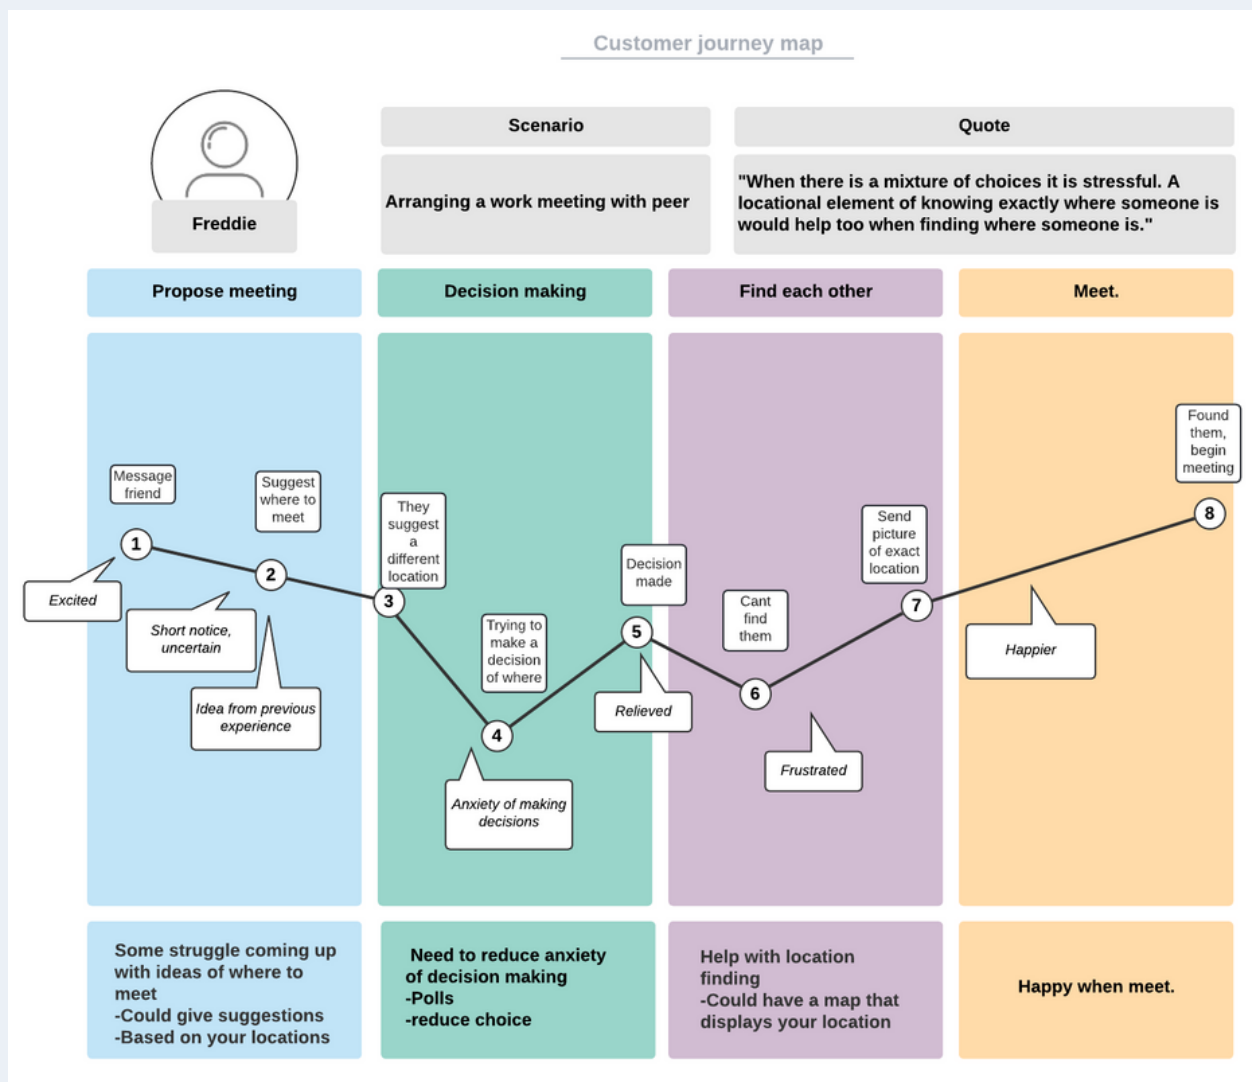 Customer journey map
Freddie
Scenario
Arranging a work meeting with peer
Quote
"When there is a mixture of choices it is stressful. A
locational element of knowing exactly where someone is
would help too when finding where someone is."
Propose meeting
Decision making
Find each other
Meet.
Message
friend
1
Excited
Suggest
where to
meet
2
Short notice,
uncertain
Idea from previous
experience
They
suggest
a
different
location
3
Trying to
make a
decision
of where
4
Anxiety of making
decisions
Decision
made
5
Relieved
Cant
find
them
6
Frustrated
Send
picture
of exact
location
7
Happier
Found
them,
begin
meeting
8
Some struggle coming up
with ideas of where to
meet
-Could give suggestions
-Based on your locations
Need to reduce anxiety
of decision making
-Polls
-reduce choice
Help with location
finding
-Could have a map that
displays your location
Happy when meet.